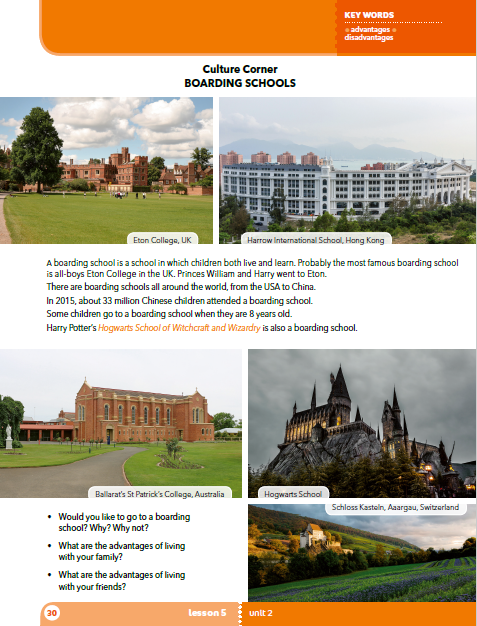 KEY WORDS
advantages
disadvantages
Culture Corner
BOARDING SCHOOLS
Eton College, UK
Harrow International School, Hong Kong
A boarding school is a school in which children both live and learn. Probably the most famous boarding school
is all-boys Eton College in the UK. Princes William and Harry went to Eton.
There are boarding schools all around the world, from the USA to China.
In 2015, about 33 million Chinese children attended a boarding school.
Some children go to a boarding school when they are 8 years old.
Harry Potter's Hogwarts School of Witchcraft and Wizardry is also a boarding school.
Ballarat's St Patrick's College, Australia
Hogwarts School
Schloss Kasteln, Aaargau, Switzerland
• Would you like to go to a boarding
school? Why? Why not?
• What are the advantages of living
with your family?
• What are the advantages of living
with your friends?
30
lesson 5
unit 2